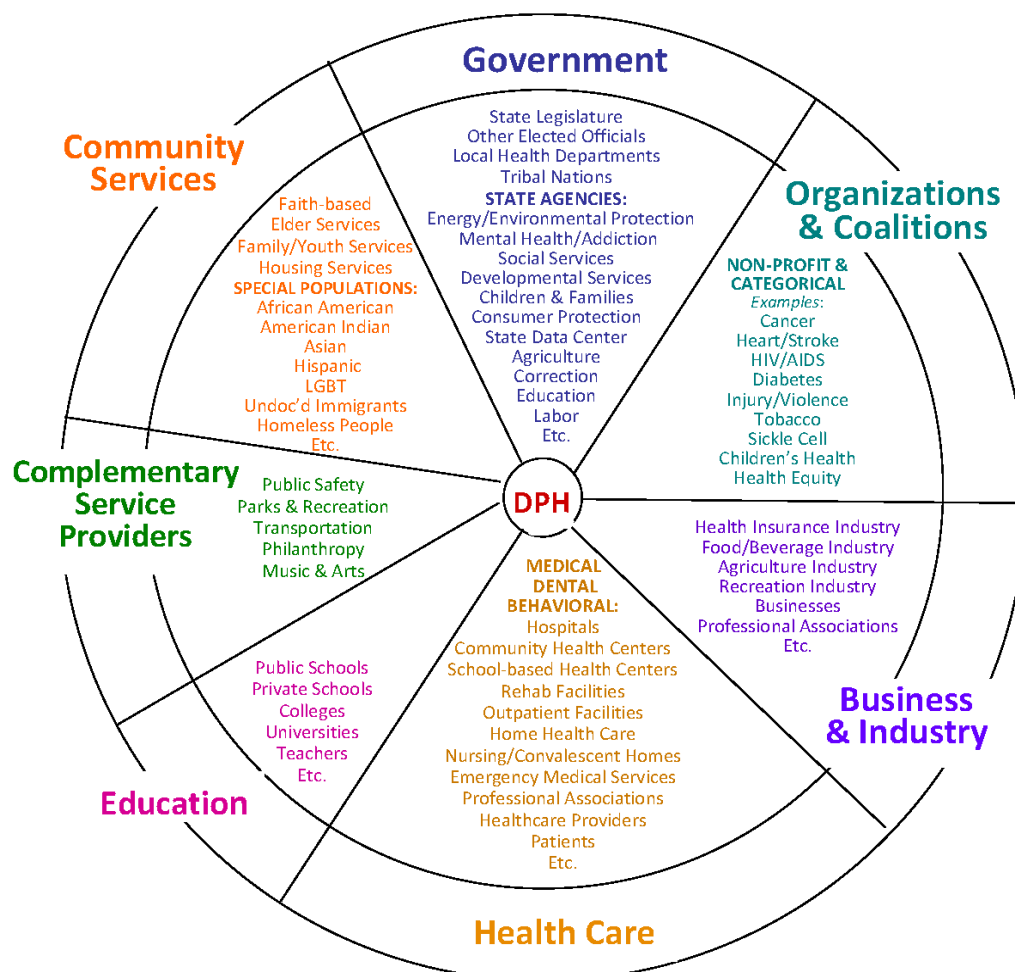 Government
State Legislature
Other Elected Officials
Local Health Departments
Tribal Nations
STATE AGENCIES:
Energy/Environmental Protection
Mental Health/Addiction
Social Services
Developmental Services
Children & Families
Consumer Protection
State Data Center
Agriculture
Correction
Education
Labor
Etc.
Organizations
& Coalitions
NON-PROFIT &
CATEGORICAL
Examples:
Cancer
Heart/Stroke
HIV/AIDS
Diabetes
Injury/Violence
Tobacco
Sickle Cell
Children's Health
Health Equity
Health Insurance Industry
Food/Beverage Industry
Agriculture Industry
Recreation Industry
Businesses
Professional Associations
Etc.
Business
& Industry
MEDICAL
DENTAL
BEHAVIORAL:
Hospitals
Community Health Centers
School-based Health Centers
Rehab Facilities
Outpatient Facilities
Home Health Care
Nursing/Convalescent Homes
Emergency Medical Services
Professional Associations
Healthcare Providers
Patients
Etc.
Health Care
Public Schools
Private Schools
Colleges
Universities
Teachers
Etc.
Education
Complementary
Service
Providers
Public Safety
Parks & Recreation
Transportation
Philanthropy
Music & Arts
Community
Services
Faith-based
Elder Services
Family/Youth Services
Housing Services
SPECIAL POPULATIONS:
African American
American Indian
Asian
Hispanic
LGBT
Undoc'd Immigrants
Homeless People
Etc.
DPH